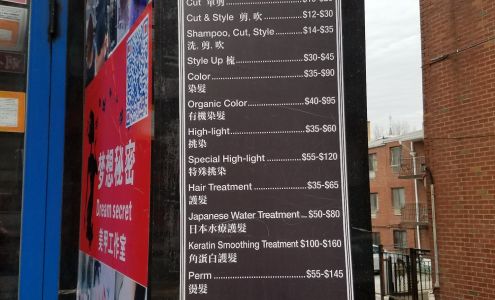 Cut 單剪
Cut & Style 剪, 吹 $12-$30
Shampoo, Cut, Style $14-$35
洗, 剪, 吹
Style Up 梳 $30-$45
Color $35-$90
染髮
Organic Color $40-$95
有機染髮
High-light $35-$60
挑染
Special High-light $55-$120
特殊挑染
Hair Treatment $35-$65
護髮
Japanese Water Treatment $50-$80
日本水療護髮
Keratin Smoothing Treatment $100-$160
角蛋白護髮
Perm $55-$145
燙髮
梦想秘密
Dream secret
美甲工作室